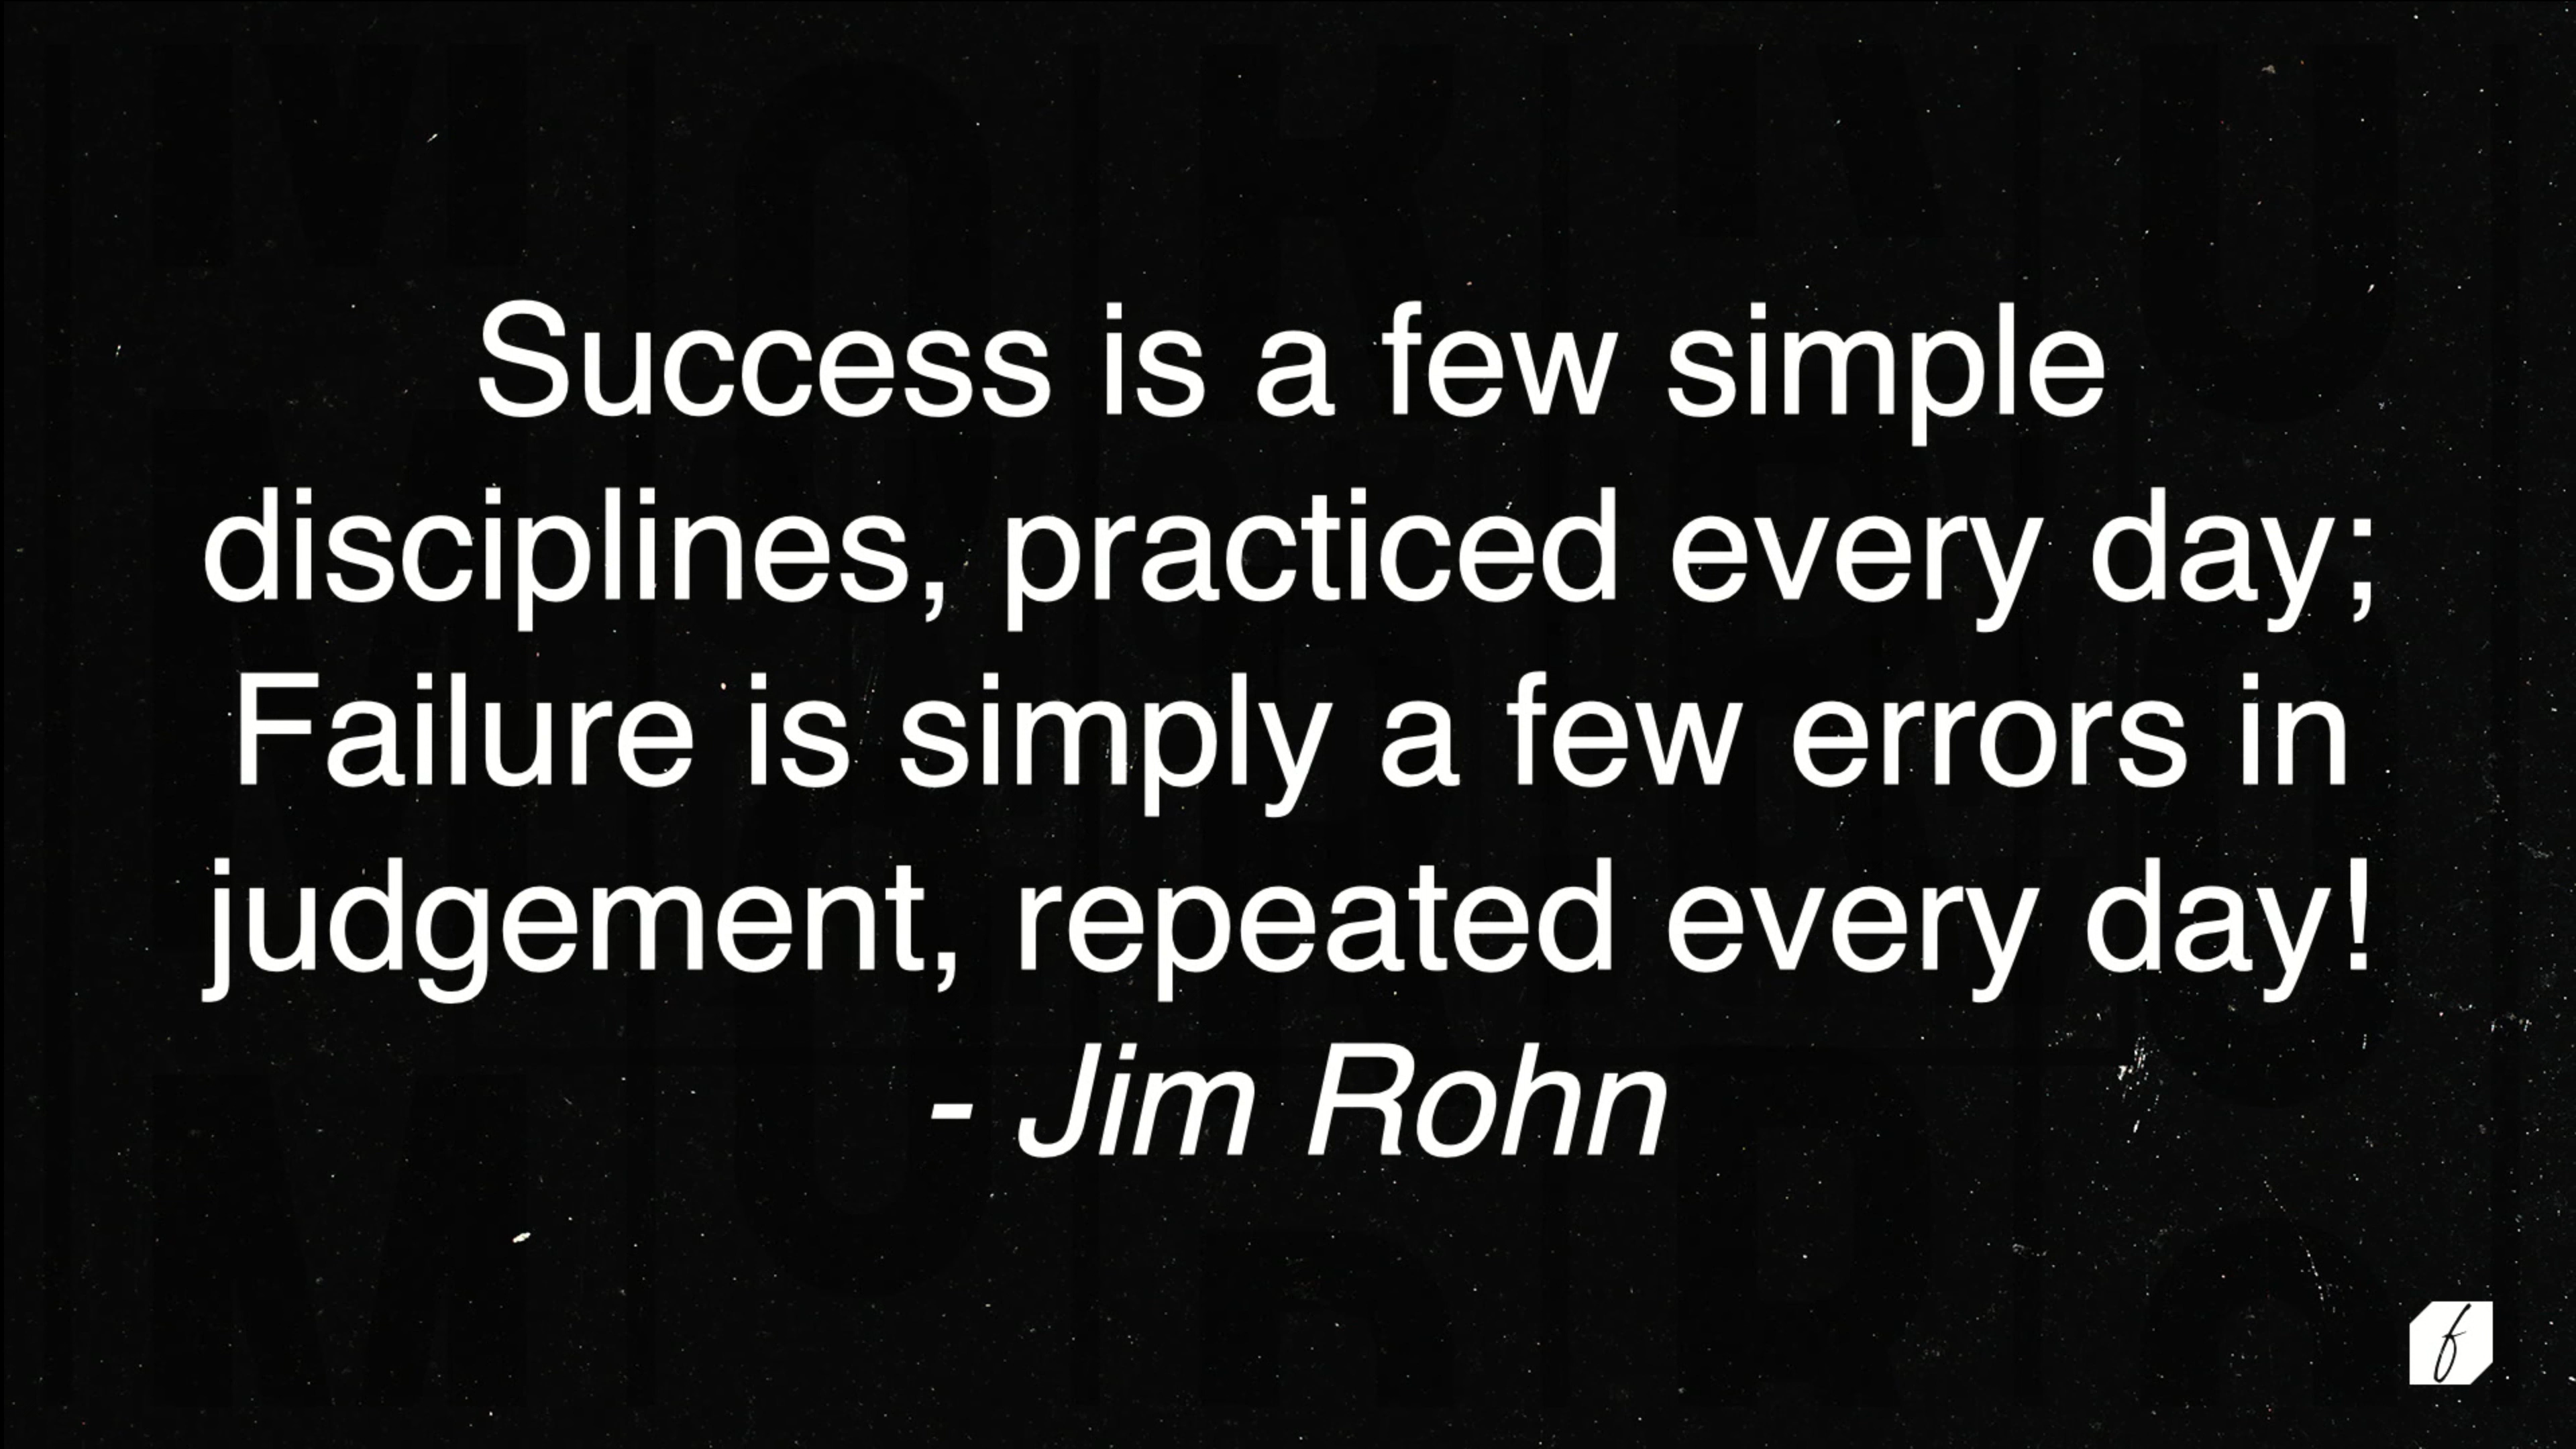 Success is a few simple
disciplines, practiced every day;
Failure is simply a few errors in
judgement, repeated every day!
- Jim Rohn
f